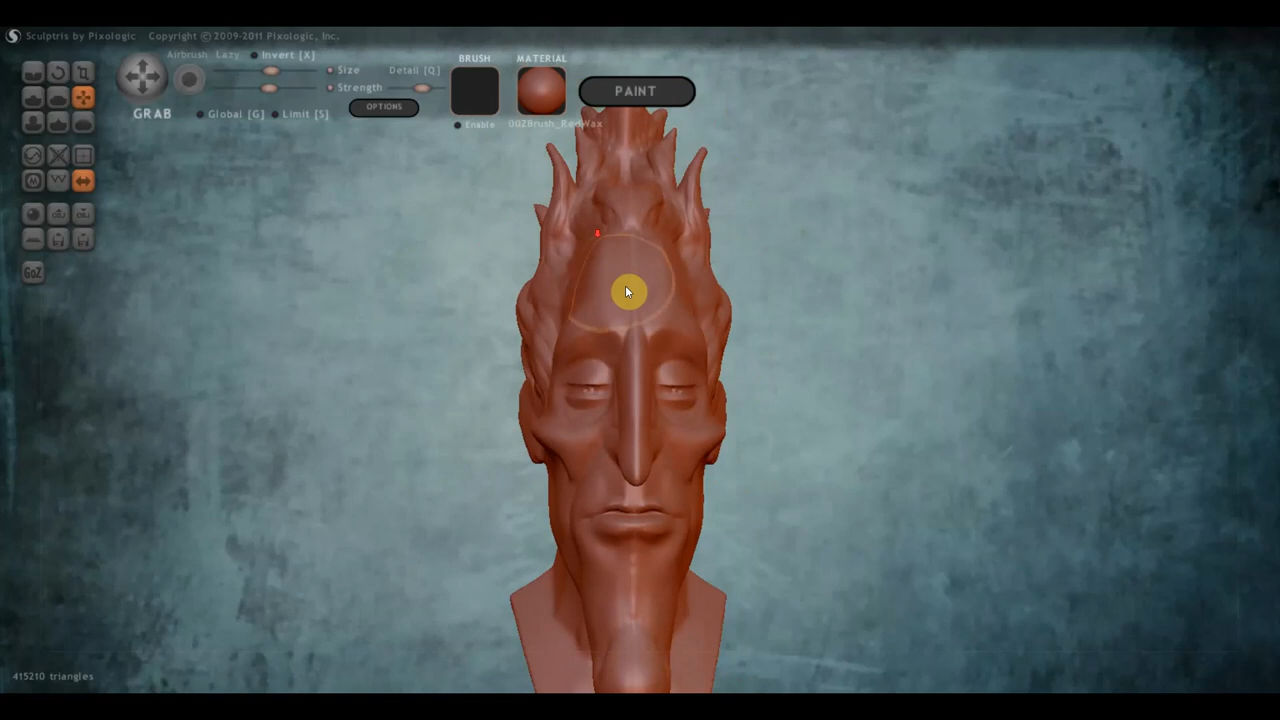 Sculptris by Pixologic Copyright ©2009-2011 Pixologic, Inc.
Airbrush Lazy Invert [X]
BRUSH
MATERIAL
Size
Detail [Q]
Strength
PAINT
OPTIONS
GRAB
Global [G]
Limit [S]
Enable
00ZBrush_RedWax
GoZ
415210 triangles